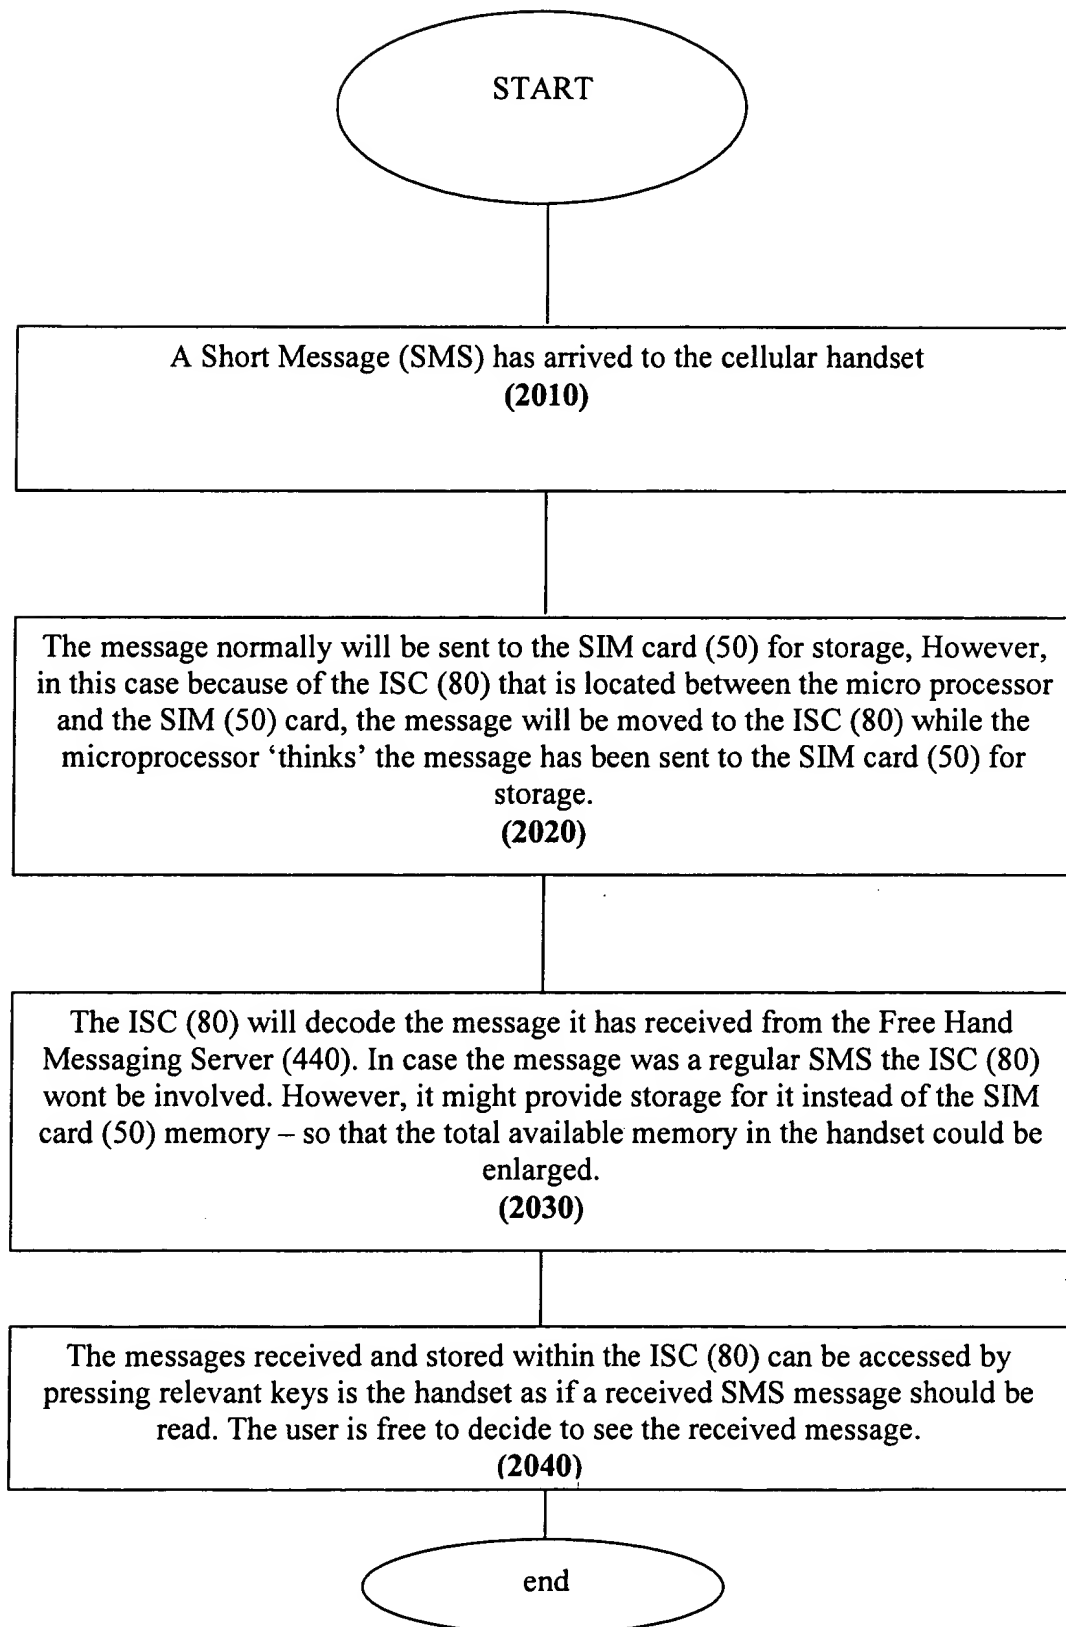 START
A Short Message (SMS) has arrived to the cellular handset
(2010)
The message normally will be sent to the SIM card (50) for storage, However,
in this case because of the ISC (80) that is located between the micro processor
and the SIM (50) card, the message will be moved to the ISC (80) while the
microprocessor ‘thinks’ the message has been sent to the SIM card (50) for
storage.
(2020)
The ISC (80) will decode the message it has received from the Free Hand
Messaging Server (440). In case the message was a regular SMS the ISC (80)
wont be involved. However, it might provide storage for it instead of the SIM
card (50) memory – so that the total available memory in the handset could be
enlarged.
(2030)
The messages received and stored within the ISC (80) can be accessed by
pressing relevant keys is the handset as if a received SMS message should be
read. The user is free to decide to see the received message.
(2040)
end